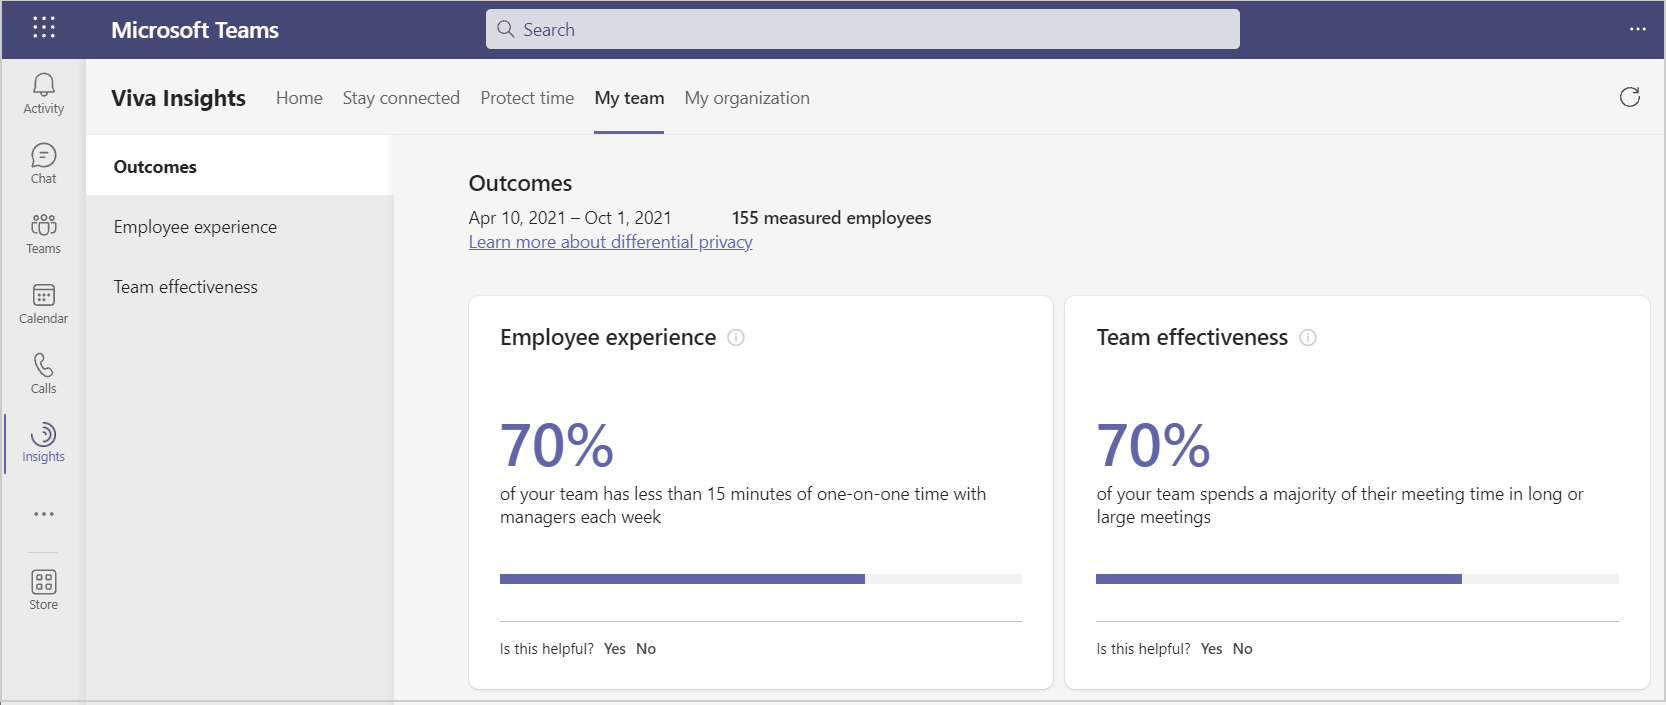 Microsoft Teams
Search
Activity
Chat
Teams
Calendar
Calls
Insights
Store
Viva Insights Home Stay connected Protect time My team My organization
Outcomes
Employee experience
Team effectiveness
Outcomes
Apr 10, 2021 – Oct 1, 2021 155 measured employees
Learn more about differential privacy
Employee experience
70%
of your team has less than 15 minutes of one-on-one time with
managers each week
Is this helpful? Yes No
Team effectiveness
70%
of your team spends a majority of their meeting time in long or
large meetings
Is this helpful? Yes No